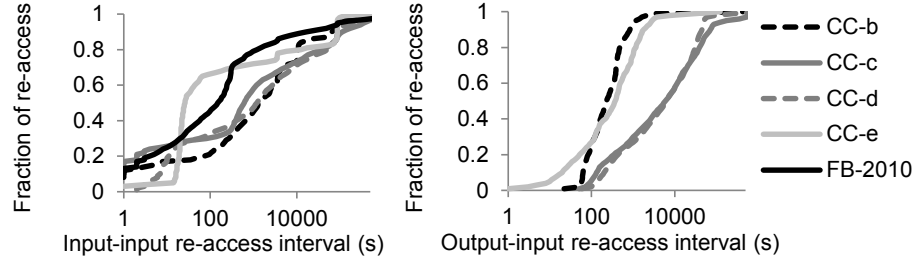 Fraction of re-access
1
0.8
0.6
0.4
0.2
0
1
100
10000
Input-input re-access interval (s)
Fraction of re-access
1
0.8
0.6
0.4
0.2
0
1
100
10000
Output-input re-access interval (s)
CC-b
CC-c
CC-d
CC-e
FB-2010